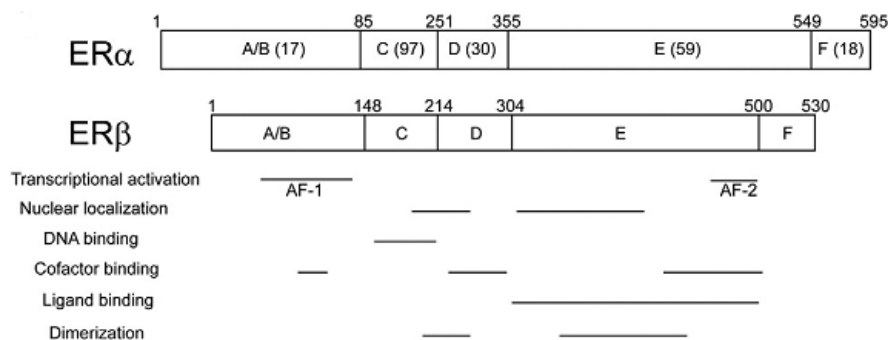 1 85 251 355 549 595
ERα A/B (17) C (97) D (30) E (59) F (18)
1 148 214 304 500 530
ERβ A/B C D E F
Transcriptional activation
AF-1 AF-2
Nuclear localization
DNA binding
Cofactor binding
Ligand binding
Dimerization